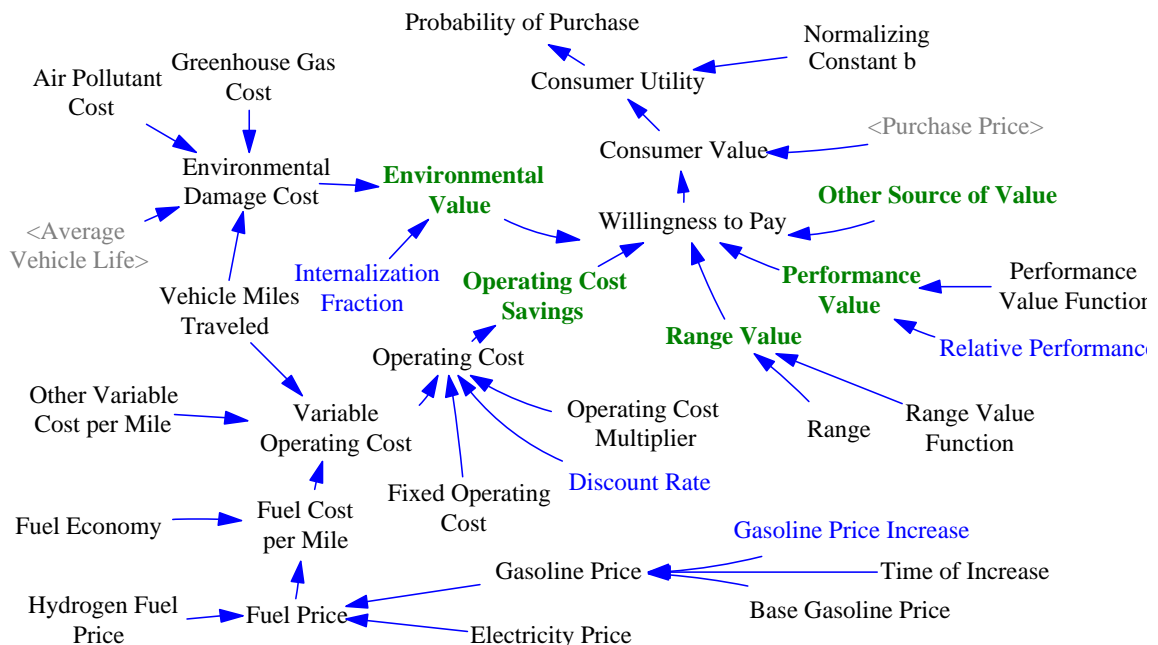 Probability of Purchase
Normalizing
Constant b
Greenhouse Gas
Cost
Air Pollutant
Cost
Consumer Utility
<Purchase Price>
Consumer Value
Environmental
Damage Cost
Environmental
Value
Other Source of Value
Willingness to Pay
<Average
Vehicle Life>
Internalization
Fraction
Operating Cost
Savings
Performance
Value
Performance
Value Function
Vehicle Miles
Traveled
Range Value
Relative Performance
Operating Cost
Other Variable
Cost per Mile
Variable
Operating Cost
Operating Cost
Multiplier
Range
Range Value
Function
Discount Rate
Fixed Operating
Cost
Fuel Economy
Fuel Cost
per Mile
Gasoline Price Increase
Gasoline Price
Time of Increase
Hydrogen Fuel
Price
Fuel Price
Base Gasoline Price
Electricity Price